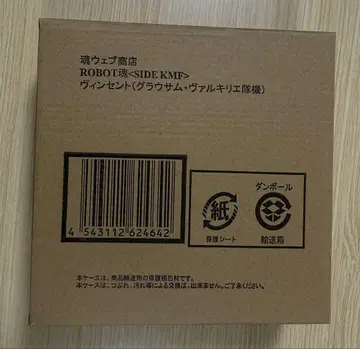 魂ウェブ商店
ROBOT魂<SIDE KMF>
ヴィンセント(グラウサム・ヴァルキリエ隊機)
4 543112 624642
紙
保護シート
ダンボール
輸送箱
本ケースは、商品輸送用の保護梱包材です。
本ケースは、つぶれ、汚れ等による交換は、出来ません。ご了承ください。